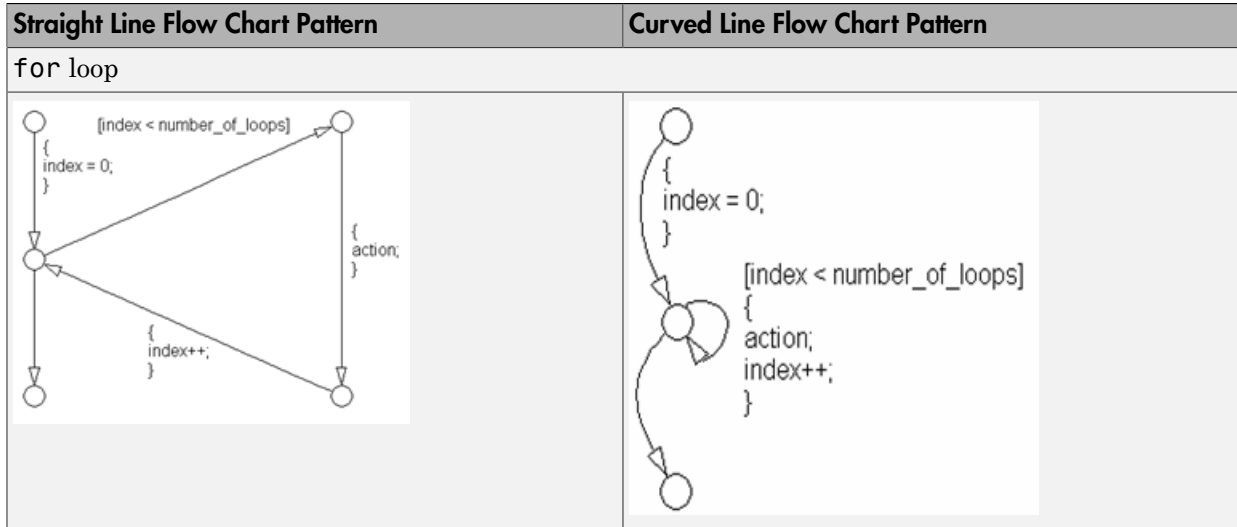 Straight Line Flow Chart Pattern
Curved Line Flow Chart Pattern
for loop
[index < number_of_loops]
{
index = 0;
}
{
action;
}
{
index++;
}
{
index = 0;
}
[index < number_of_loops]
{
action;
index++;
}